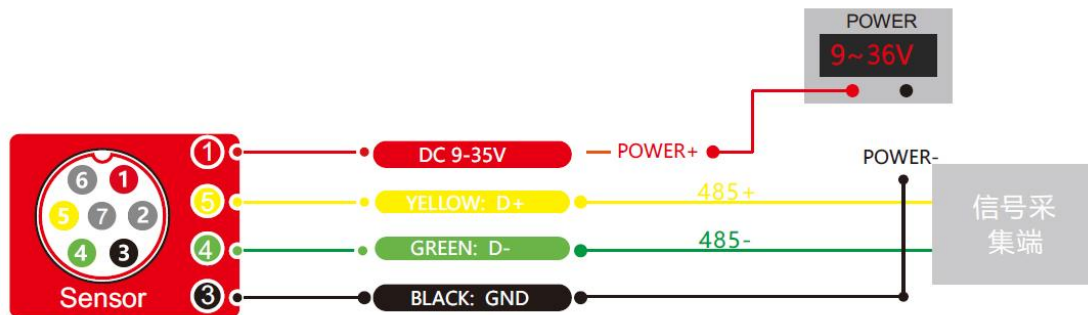 POWER
9~36V
① DC 9-35V POWER+
POWER-
6 1
⑤ YELLOW: D+ 485+
5 7 2
信号采
集端
④ GREEN: D- 485-
4 3
③ BLACK: GND
Sensor